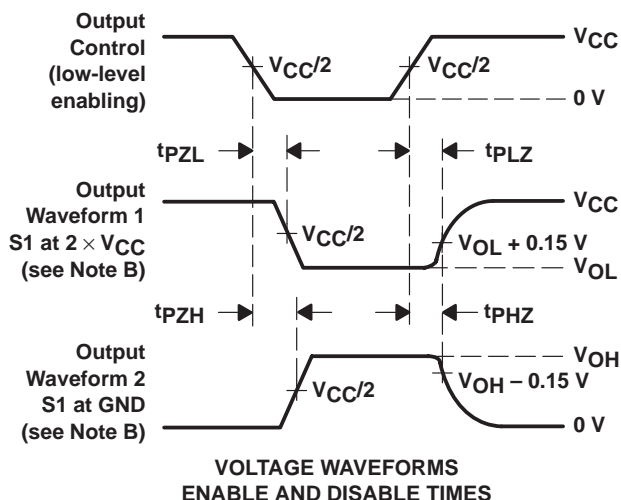 Output
Control
(low-level
enabling)
VCC
VCC/2
VCC/2
0 V
tPZL
tPLZ
Output
Waveform 1
S1 at 2 × VCC
(see Note B)
VCC
VCC/2
VOL + 0.15 V
VOL
tPZH
tPHZ
Output
Waveform 2
S1 at GND
(see Note B)
VOH
VCC/2
VOH – 0.15 V
0 V
VOLTAGE WAVEFORMS
ENABLE AND DISABLE TIMES